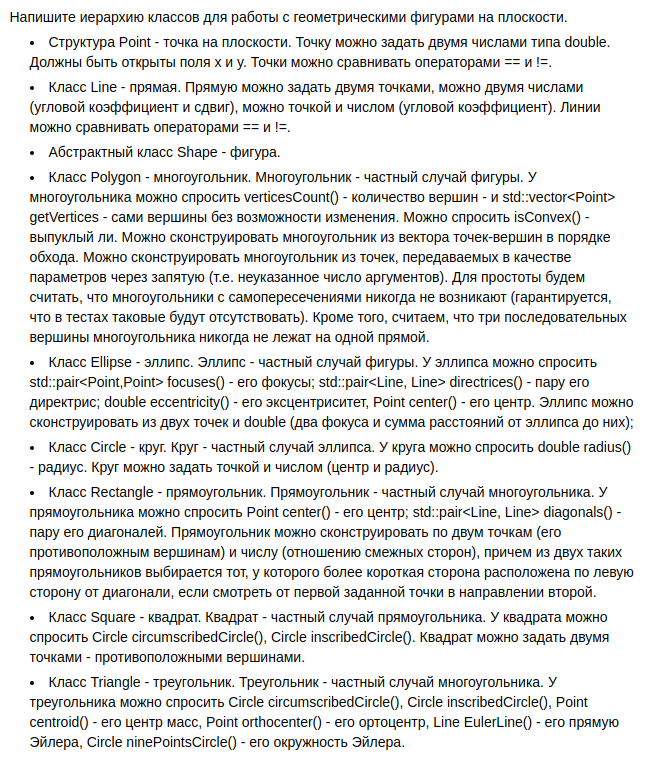 Напишите иерархию классов для работы с геометрическими фигурами на плоскости.
• Структура Point - точка на плоскости. Точку можно задать двумя числами типа double.
Должны быть открыты поля x и y. Точки можно сравнивать операторами == и !=.
• Класс Line - прямая. Прямую можно задать двумя точками, можно двумя числами
(угловой коэффициент и сдвиг), можно точкой и числом (угловой коэффициент). Линии
можно сравнивать операторами == и !=.
• Абстрактный класс Shape - фигура.
• Класс Polygon - многоугольник. Многоугольник - частный случай фигуры. У
многоугольника можно спросить verticesCount() - количество вершин - и std::vector<Point>
getVertices - сами вершины без возможности изменения. Можно спросить isConvex() -
выпуклый ли. Можно сконструировать многоугольник из вектора точек-вершин в порядке
обхода. Можно сконструировать многоугольник из точек, передаваемых в качестве
параметров через запятую (т.е. неуказанное число аргументов). Для простоты будем
считать, что многоугольники с самопересечениями никогда не возникают (гарантируется,
что в тестах таковые будут отсутствовать). Кроме того, считаем, что три последовательных
вершины многоугольника никогда не лежат на одной прямой.
• Класс Ellipse - эллипс. Эллипс - частный случай фигуры. У эллипса можно спросить
std::pair<Point,Point> focuses() - его фокусы; std::pair<Line, Line> directrices() - пару его
директрис; double eccentricity() - его эксцентриситет, Point center() - его центр. Эллипс можно
сконструировать из двух точек и double (два фокуса и сумма расстояний от эллипса до них);
• Класс Circle - круг. Круг - частный случай эллипса. У круга можно спросить double radius()
- радиус. Круг можно задать точкой и числом (центр и радиус).
• Класс Rectangle - прямоугольник. Прямоугольник - частный случай многоугольника. У
прямоугольника можно спросить Point center() - его центр; std::pair<Line, Line> diagonals() -
пару его диагоналей. Прямоугольник можно сконструировать по двум точкам (его
противоположным вершинам) и числу (отношению смежных сторон), причем из двух таких
прямоугольников выбирается тот, у которого более короткая сторона расположена по левую
сторону от диагонали, если смотреть от первой заданной точки в направлении второй.
• Класс Square - квадрат. Квадрат - частный случай прямоугольника. У квадрата можно
спросить Circle circumscribedCircle(), Circle inscribedCircle(). Квадрат можно задать двумя
точками - противоположными вершинами.
• Класс Triangle - треугольник. Треугольник - частный случай многоугольника. У
треугольника можно спросить Circle circumscribedCircle(), Circle inscribedCircle(), Point
centroid() - его центр масс, Point orthocenter() - его ортоцентр, Line EulerLine() - его прямую
Эйлера, Circle ninePointsCircle() - его окружность Эйлера.